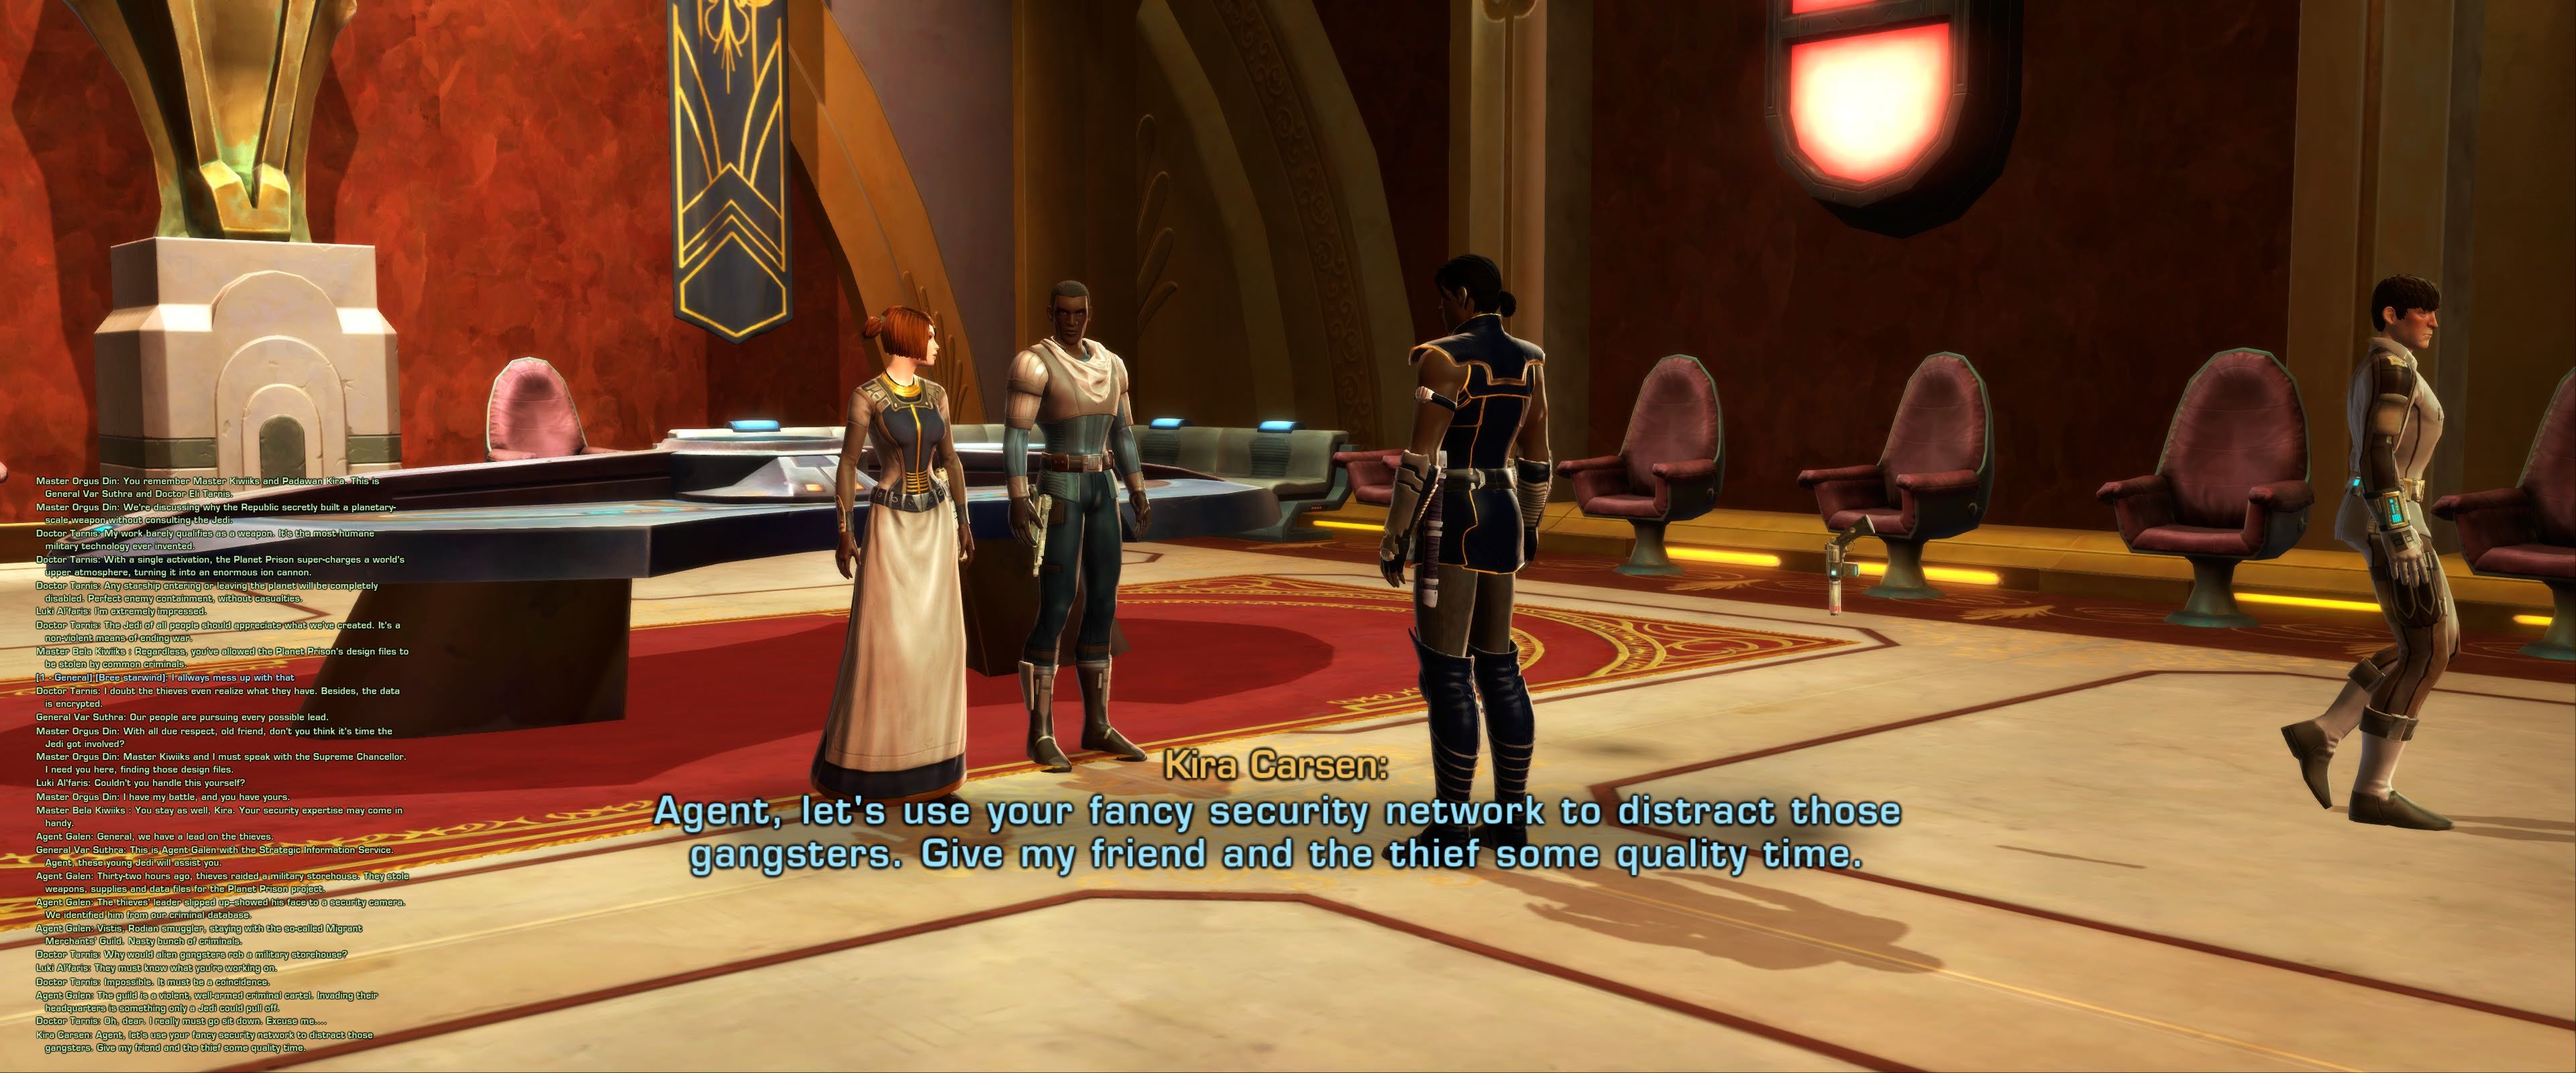 Master Orgus Din: You remember Master Kiwiiks and Padawan Kira. This is
General Var Suthra and Doctor Eli Tarnis.
Master Orgus Din: We're discussing why the Republic secretly built a planetary-
scale weapon without consulting the Jedi.
Doctor Tarnis: My work barely qualifies as a weapon. It's the most humane
military technology ever invented.
Doctor Tarnis: With a single activation, the Planet Prison super-charges a world's
upper atmosphere, turning it into an enormous ion cannon.
Doctor Tarnis: Any starship entering or leaving the planet will be completely
disabled. Perfect enemy containment, without casualties.
Luki Al'faris: I'm extremely impressed.
Doctor Tarnis: The Jedi of all people should appreciate what we've created. It's a
non-violent means of ending war.
Master Bela Kiwiiks : Regardless, you've allowed the Planet Prison's design files to
be stolen by common criminals.
[1 - General] [Bree-starwind]: I allways mess up with that
Doctor Tarnis: I doubt the thieves even realize what they have. Besides, the data
is encrypted.
General Var Suthra: Our people are pursuing every possible lead.
Master Orgus Din: With all due respect, old friend, don't you think it's time the
Jedi got involved?
Master Orgus Din: Master Kiwiiks and I must speak with the Supreme Chancellor.
I need you here, finding those design files.
Luki Al'faris: Couldn't you handle this yourself?
Master Orgus Din: I have my battle, and you have yours.
Master Bela Kiwiiks : You stay as well, Kira. Your security expertise may come in
handy.
Agent Galen: General, we have a lead on the thieves.
General Var Suthra: This is Agent Galen with the Strategic Information Service.
Agent, these young Jedi will assist you.
Agent Galen: Thirty-two hours ago, thieves raided a military storehouse. They stole
weapons, supplies and data files for the Planet Prison project.
Agent Galen: The thieves' leader slipped up--showed his face to a security camera.
We identified him from our criminal database.
Agent Galen: Vistis, Rodian smuggler, staying with the so-called Migrant
Merchants' Guild. Nasty bunch of criminals.
Doctor Tarnis: Why would alien gangsters rob a military storehouse?
Luki Al'faris: They must know what you're working on.
Doctor Tarnis: Impossible. It must be a coincidence.
Agent Galen: The guild is a violent, well-armed criminal cartel. Invading their
headquarters is something only a Jedi could pull off.
Doctor Tarnis: Oh, dear. I really must go sit down. Excuse me....
Kira Carsen: Agent, let's use your fancy security network to distract those
gangsters. Give my friend and the thief some quality time.
Kira Carsen:
Agent, let's use your fancy security network to distract those
gangsters. Give my friend and the thief some quality time.